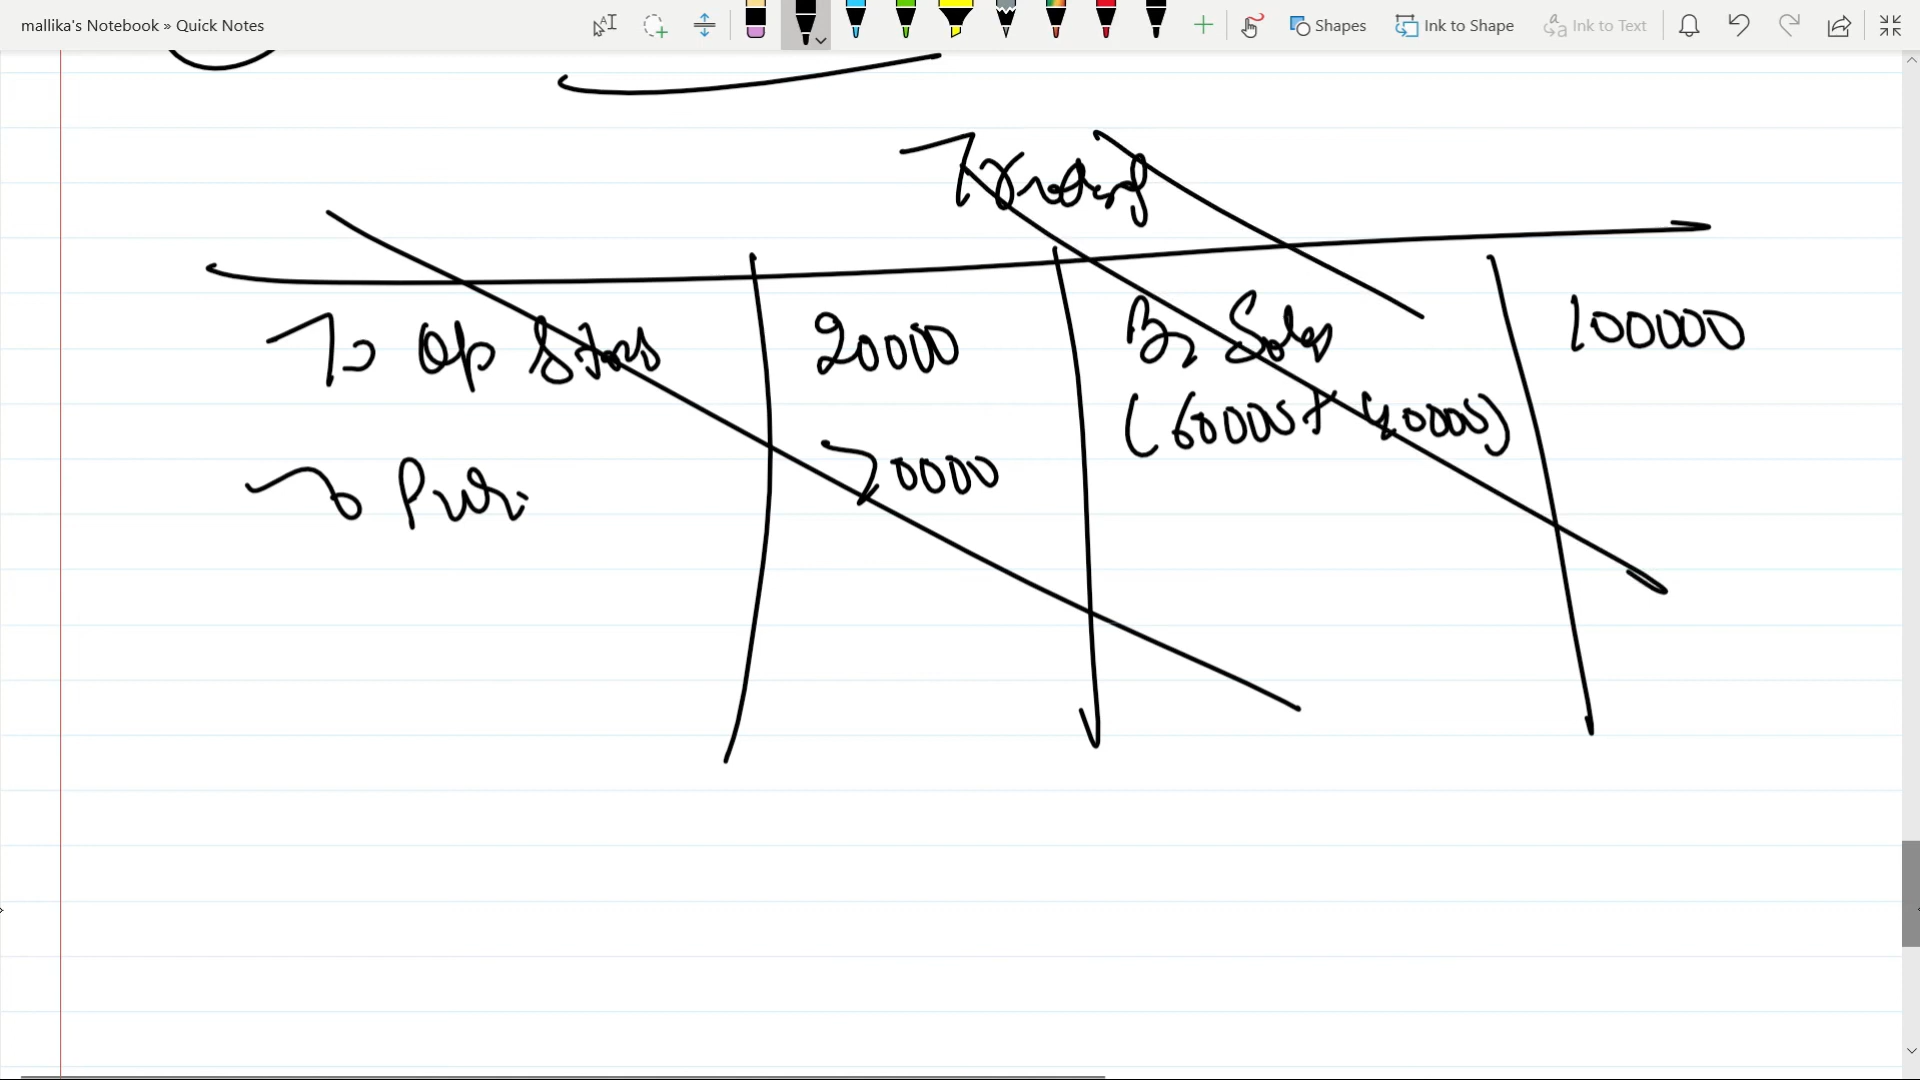 mallika's Notebook » Quick Notes
Shapes
Ink to Shape
Ink to Text
Trading
To Op Stock 20000 By Sales 100000
(60000 + 40000)
To Pur. 70000